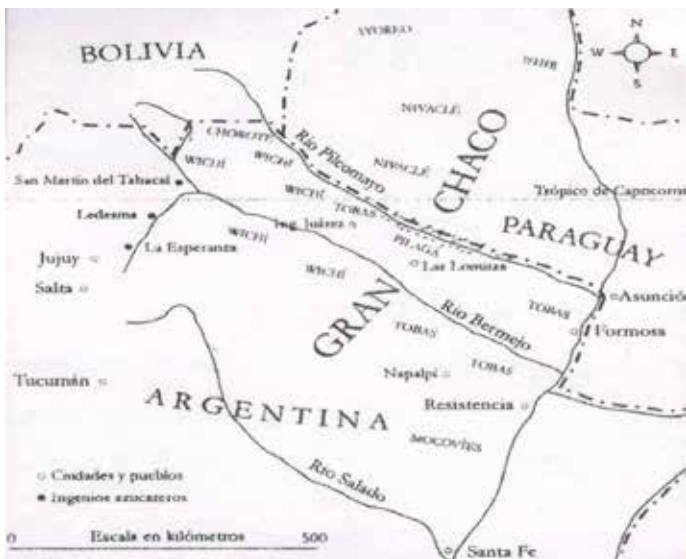 BOLIVIA
AYOREO
N
W E
S
ISHIR
NIVACLÉ
CHOROTE
WICHÍ
WICHÍ
Río Pilcomayo
NIVACLÉ
CHACO
San Martín del Tabacal
WICHÍ
TOBAS
Trópico de Capricornio
Ledesma
Ing. Juárez
PILAGÁ
PARAGUAY
La Esperanza
WICHÍ
Las Lomitas
Jujuy
WICHÍ
Salta
GRAN
Río Bermejo
TOBAS
Asunción
Formosa
TOBAS
TOBAS
Tucumán
Napalpí
ARGENTINA
Resistencia
MOCOVÍES
Río Salado
Ciudades y pueblos
Ingenios azucareros
0 Escala en kilómetros 500
Santa Fe